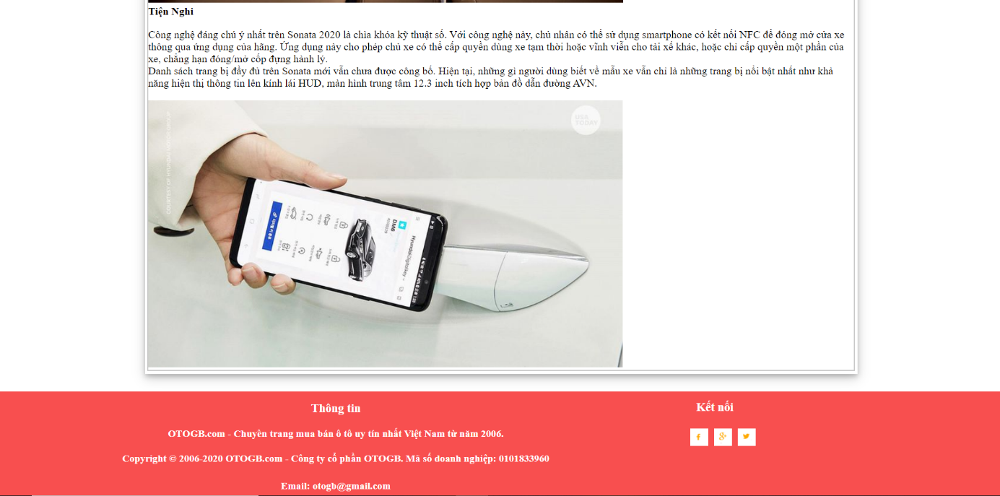 Tiện Nghi
Công nghệ đáng chú ý nhất trên Sonata 2020 là chìa khóa kỹ thuật số. Với công nghệ này, chủ nhân có thể sử dụng smartphone có kết nối NFC để đóng mở cửa xe
thông qua ứng dụng của hãng. Ứng dụng này cho phép chủ xe có thể cấp quyền dùng xe tạm thời hoặc vĩnh viễn cho tài xế khác, hoặc chỉ cấp quyền một phần của
xe, chẳng hạn đóng/mở cốp đựng hành lý.
Danh sách trang bị đầy đủ trên Sonata mới vẫn chưa được công bố. Hiện tại, những gì người dùng biết về mẫu xe vẫn chỉ là những trang bị nổi bật nhất như khả
năng hiện thị thông tin lên kính lái HUD, màn hình trung tâm 12.3 inch tích hợp bản đồ dẫn đường AVN.
USA
TODAY
COURTESY OF HYUNDAI MOTOR GROUP
Hyundai Digital Key
DM6
Thông tin
Kết nối
OTOGB.com - Chuyên trang mua bán ô tô uy tín nhất Việt Nam từ năm 2006.
Copyright © 2006-2020 OTOGB.com - Công ty cổ phần OTOGB. Mã số doanh nghiệp: 0101833960
Email: otogb@gmail.com